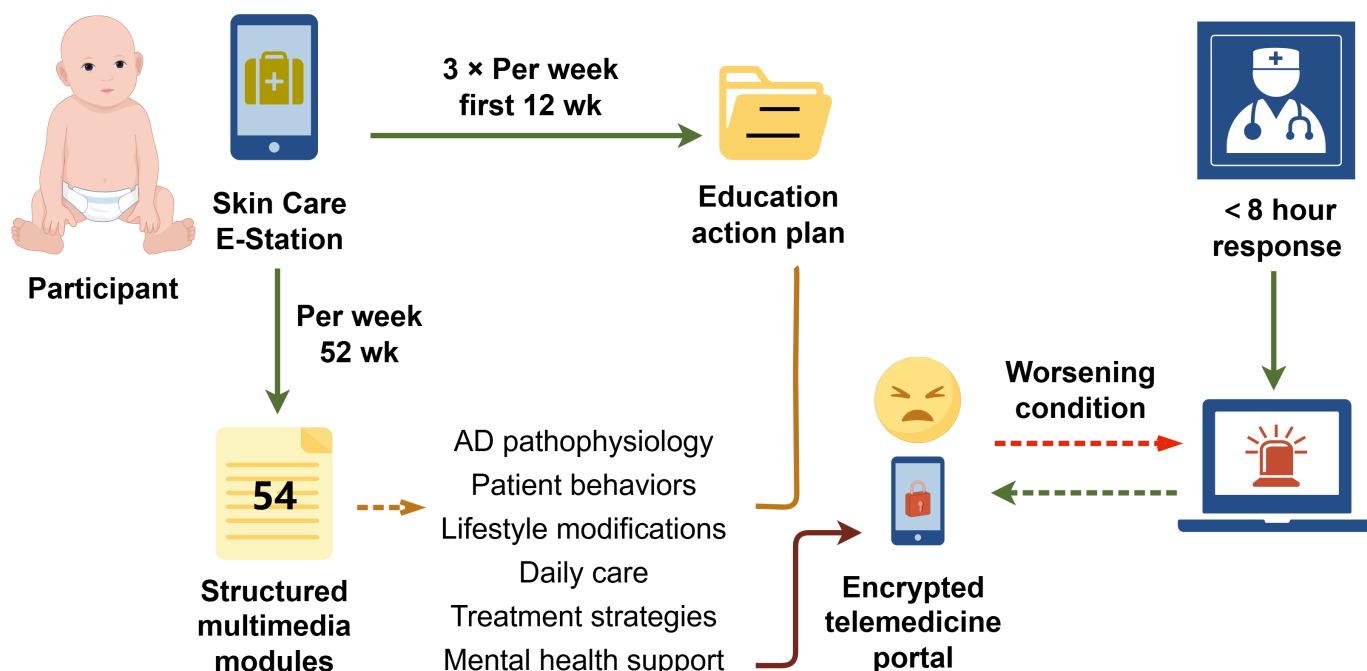 Participant
Skin Care
E-Station
3 × Per week
first 12 wk
Education
action plan
< 8 hour
response
Per week
52 wk
54
Structured
multimedia
modules
AD pathophysiology
Patient behaviors
Lifestyle modifications
Daily care
Treatment strategies
Mental health support
Worsening
condition
Encrypted
telemedicine
portal